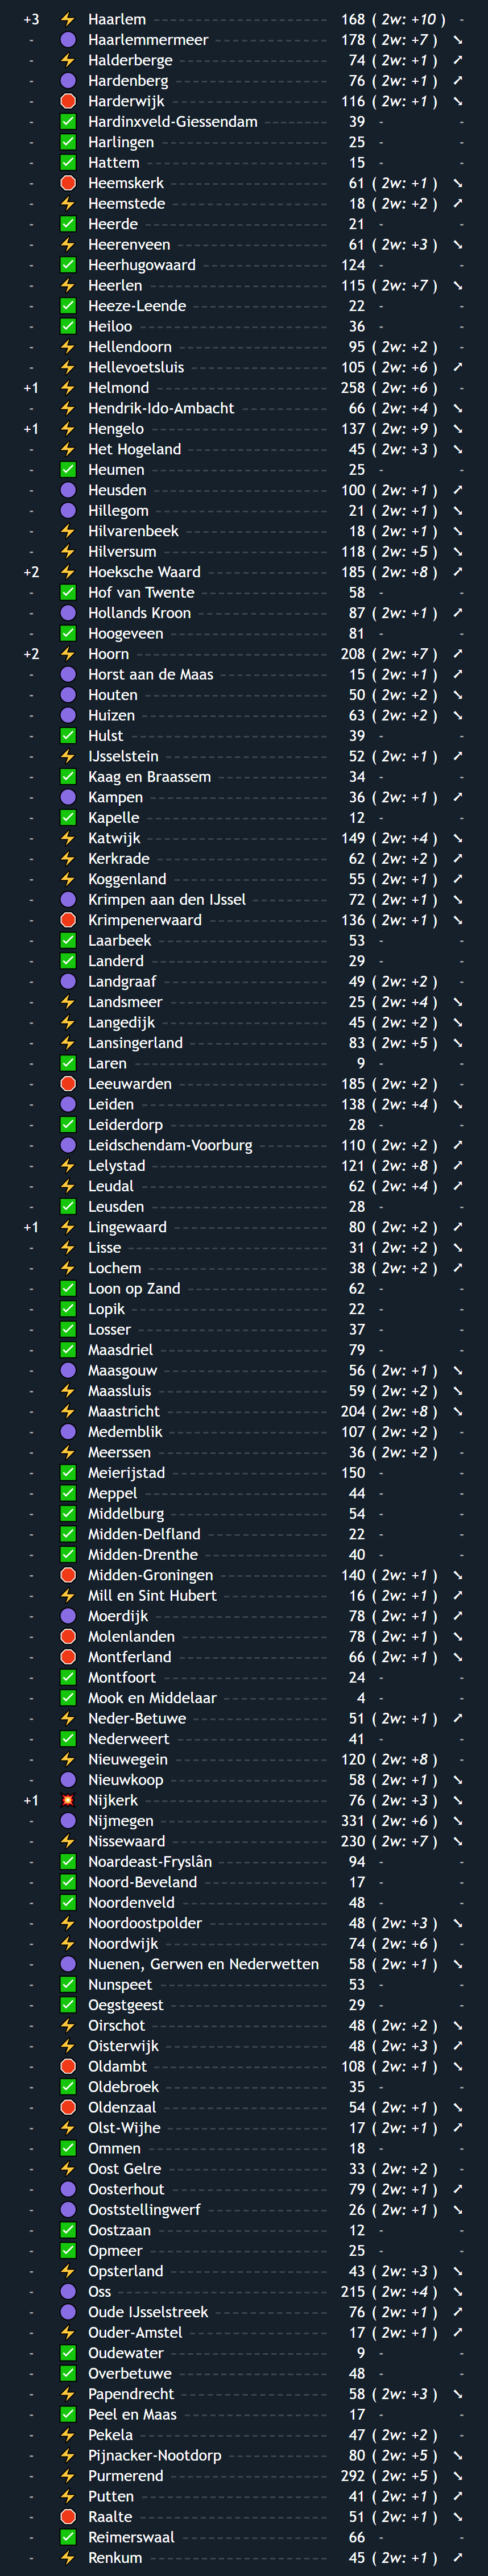 +3 ⚡ Haarlem 168 ( 2w: +10 ) -
- Haarlemmermeer 178 ( 2w: +7 ) ➘
- ⚡ Halderberge 74 ( 2w: +1 ) ➚
- Hardenberg 76 ( 2w: +1 ) ➚
- Harderwijk 116 ( 2w: +1 ) ➘
- ✅ Hardinxveld-Giessendam 39 - -
- ✅ Harlingen 25 - -
- ✅ Hattem 15 - -
- Heemskerk 61 ( 2w: +1 ) ➘
- ⚡ Heemstede 18 ( 2w: +2 ) ➚
- ✅ Heerde 21 - -
- ⚡ Heerenveen 61 ( 2w: +3 ) ➘
- ✅ Heerhugowaard 124 - -
- ⚡ Heerlen 115 ( 2w: +7 ) ➘
- ✅ Heeze-Leende 22 - -
- ✅ Heiloo 36 - -
- ⚡ Hellendoorn 95 ( 2w: +2 ) -
- ⚡ Hellevoetsluis 105 ( 2w: +6 ) ➚
+1 ⚡ Helmond 258 ( 2w: +6 ) -
- ⚡ Hendrik-Ido-Ambacht 66 ( 2w: +4 ) ➘
+1 ⚡ Hengelo 137 ( 2w: +9 ) ➘
- ⚡ Het Hogeland 45 ( 2w: +3 ) ➘
- ✅ Heumen 25 - -
- Heusden 100 ( 2w: +1 ) ➚
- Hillegom 21 ( 2w: +1 ) ➘
- ⚡ Hilvarenbeek 18 ( 2w: +1 ) ➘
- ⚡ Hilversum 118 ( 2w: +5 ) ➘
+2 ⚡ Hoeksche Waard 185 ( 2w: +8 ) ➚
- ✅ Hof van Twente 58 - -
- Hollands Kroon 87 ( 2w: +1 ) ➚
- ✅ Hoogeveen 81 - -
+2 ⚡ Hoorn 208 ( 2w: +7 ) ➚
- Horst aan de Maas 15 ( 2w: +1 ) ➚
- Houten 50 ( 2w: +2 ) ➘
- Huizen 63 ( 2w: +2 ) ➘
- ✅ Hulst 39 - -
- ⚡ IJsselstein 52 ( 2w: +1 ) ➚
- ✅ Kaag en Braassem 34 - -
- Kampen 36 ( 2w: +1 ) ➚
- ✅ Kapelle 12 - -
- ⚡ Katwijk 149 ( 2w: +4 ) ➘
- ⚡ Kerkrade 62 ( 2w: +2 ) ➚
- ⚡ Koggenland 55 ( 2w: +1 ) ➚
- Krimpen aan den IJssel 72 ( 2w: +1 ) ➘
- Krimpenerwaard 136 ( 2w: +1 ) ➘
- ✅ Laarbeek 53 - -
- ✅ Landerd 29 - -
- Landgraaf 49 ( 2w: +2 ) -
- ⚡ Landsmeer 25 ( 2w: +4 ) ➘
- ⚡ Langedijk 45 ( 2w: +2 ) ➘
- ⚡ Lansingerland 83 ( 2w: +5 ) ➘
- ✅ Laren 9 - -
- Leeuwarden 185 ( 2w: +2 ) -
- Leiden 138 ( 2w: +4 ) ➘
- ✅ Leiderdorp 28 - -
- Leidschendam-Voorburg 110 ( 2w: +2 ) ➚
- ⚡ Lelystad 121 ( 2w: +8 ) ➚
- ⚡ Leudal 62 ( 2w: +4 ) ➚
- ✅ Leusden 28 - -
+1 ⚡ Lingewaard 80 ( 2w: +2 ) ➚
- ⚡ Lisse 31 ( 2w: +2 ) ➘
- ⚡ Lochem 38 ( 2w: +2 ) ➚
- ✅ Loon op Zand 62 - -
- ✅ Lopik 22 - -
- ✅ Losser 37 - -
- ✅ Maasdriel 79 - -
- Maasgouw 56 ( 2w: +1 ) ➘
- ⚡ Maassluis 59 ( 2w: +2 ) ➘
- ⚡ Maastricht 204 ( 2w: +8 ) ➘
- Medemblik 107 ( 2w: +2 ) -
- ⚡ Meerssen 36 ( 2w: +2 ) -
- ✅ Meierijstad 150 - -
- ✅ Meppel 44 - -
- ✅ Middelburg 54 - -
- ✅ Midden-Delfland 22 - -
- ✅ Midden-Drenthe 40 - -
- Midden-Groningen 140 ( 2w: +1 ) ➘
- ⚡ Mill en Sint Hubert 16 ( 2w: +1 ) ➚
- Moerdijk 78 ( 2w: +1 ) ➚
- Molenlanden 78 ( 2w: +1 ) ➘
- Montferland 66 ( 2w: +1 ) ➘
- ✅ Montfoort 24 - -
- ✅ Mook en Middelaar 4 - -
- ⚡ Neder-Betuwe 51 ( 2w: +1 ) ➚
- ✅ Nederweert 41 - -
- ⚡ Nieuwegein 120 ( 2w: +8 ) -
- Nieuwkoop 58 ( 2w: +1 ) ➘
+1 Nijkerk 76 ( 2w: +3 ) ➘
- Nijmegen 331 ( 2w: +6 ) ➘
- ⚡ Nissewaard 230 ( 2w: +7 ) ➘
- ✅ Noardeast-Fryslân 94 - -
- ✅ Noord-Beveland 17 - -
- ✅ Noordenveld 48 - -
- ⚡ Noordoostpolder 48 ( 2w: +3 ) ➘
- ⚡ Noordwijk 74 ( 2w: +6 ) -
- Nuenen, Gerwen en Nederwetten 58 ( 2w: +1 ) ➘
- ✅ Nunspeet 53 - -
- ✅ Oegstgeest 29 - -
- ⚡ Oirschot 48 ( 2w: +2 ) ➘
- ⚡ Oisterwijk 48 ( 2w: +3 ) ➚
- Oldambt 108 ( 2w: +1 ) ➘
- ✅ Oldebroek 35 - -
- Oldenzaal 54 ( 2w: +1 ) ➘
- ⚡ Olst-Wijhe 17 ( 2w: +1 ) ➚
- ✅ Ommen 18 - -
- ⚡ Oost Gelre 33 ( 2w: +2 ) -
- Oosterhout 79 ( 2w: +1 ) ➚
- Ooststellingwerf 26 ( 2w: +1 ) ➘
- ✅ Oostzaan 12 - -
- ✅ Opmeer 25 - -
- ⚡ Opsterland 43 ( 2w: +3 ) ➘
- Oss 215 ( 2w: +4 ) ➘
- Oude IJsselstreek 76 ( 2w: +1 ) ➚
- ⚡ Ouder-Amstel 17 ( 2w: +1 ) ➚
- ✅ Oudewater 9 - -
- ✅ Overbetuwe 48 - -
- ⚡ Papendrecht 58 ( 2w: +3 ) ➘
- ✅ Peel en Maas 17 - -
- ⚡ Pekela 47 ( 2w: +2 ) -
- ⚡ Pijnacker-Nootdorp 80 ( 2w: +5 ) ➘
- ⚡ Purmerend 292 ( 2w: +5 ) ➘
- ⚡ Putten 41 ( 2w: +1 ) ➚
- Raalte 51 ( 2w: +1 ) ➘
- ✅ Reimerswaal 66 - -
- ⚡ Renkum 45 ( 2w: +1 ) ➚